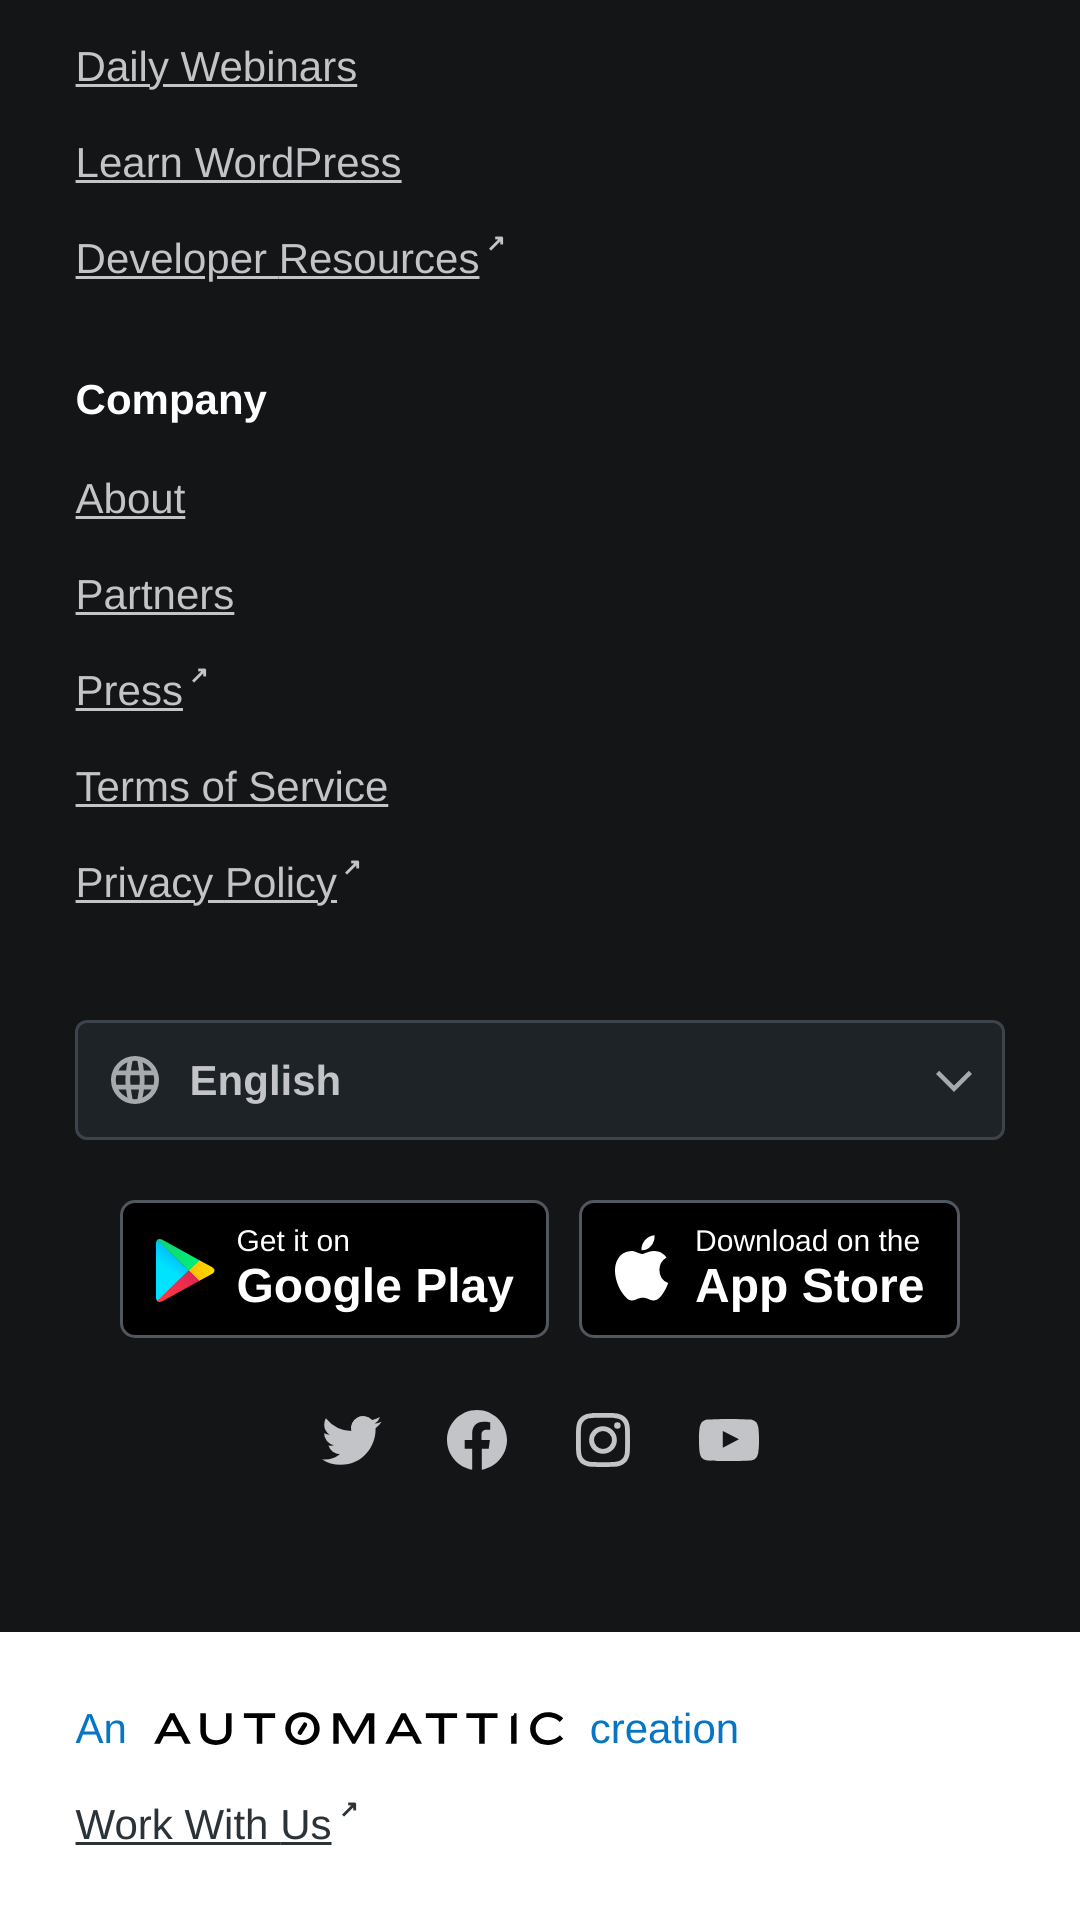 Daily Webinars
Learn WordPress
Developer Resources ↗
Company
About
Partners
Press ↗
Terms of Service
Privacy Policy ↗
English
Get it on
Google Play
Download on the
App Store
An AUTOMATTIC creation
Work With Us ↗